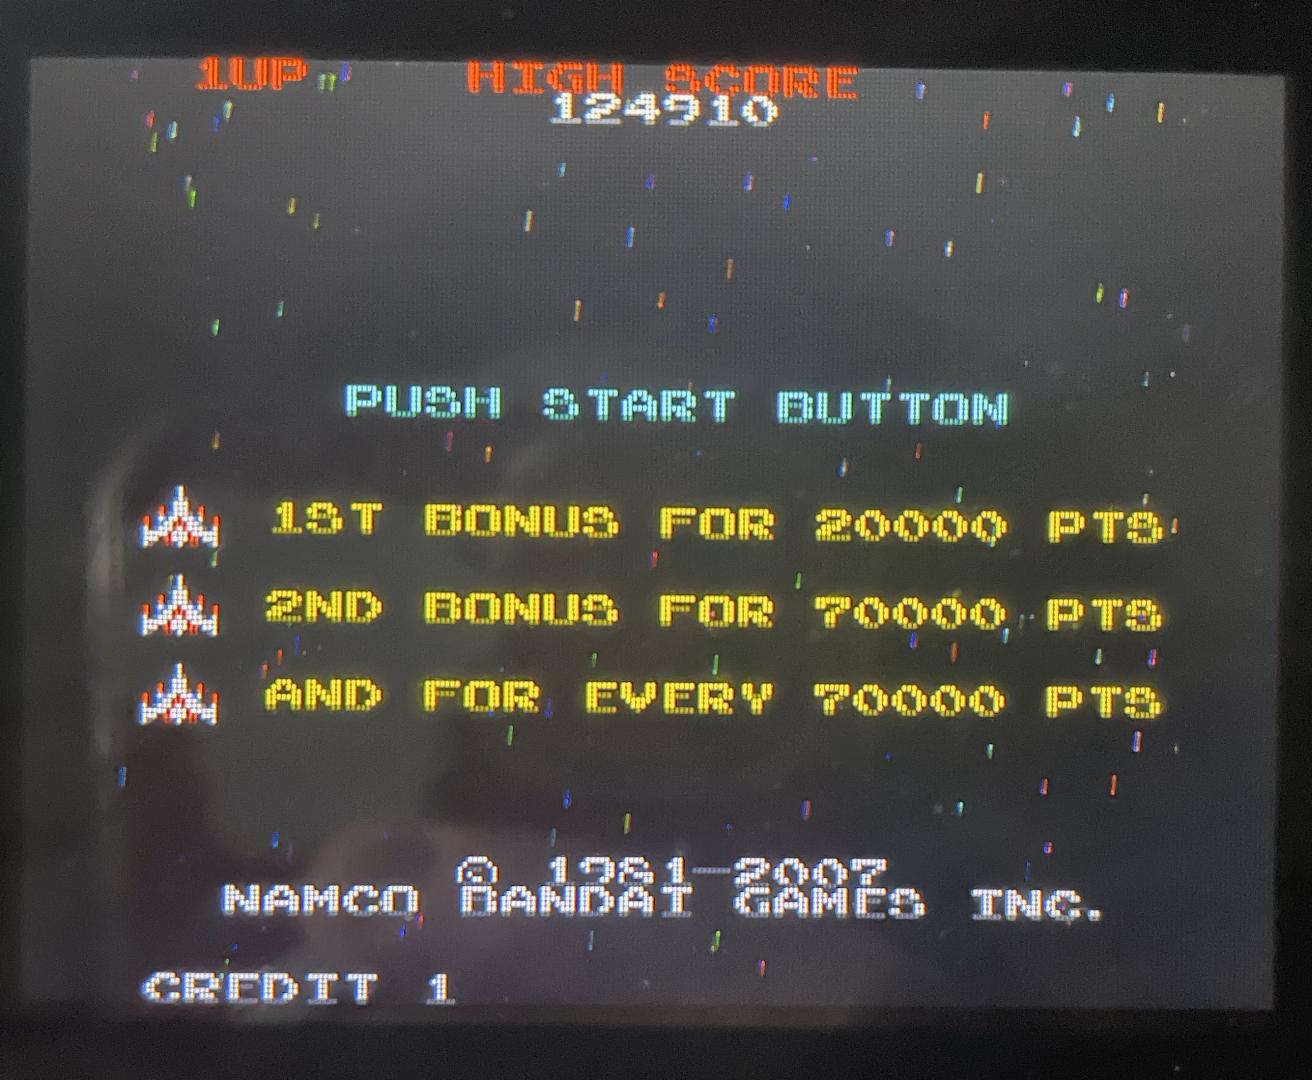 1UP HIGH SCORE
124910
PUSH START BUTTON
1ST BONUS FOR 20000 PTS
2ND BONUS FOR 70000 PTS
AND FOR EVERY 70000 PTS
© 1981-2007
NAMCO BANDAI GAMES INC.
CREDIT 1